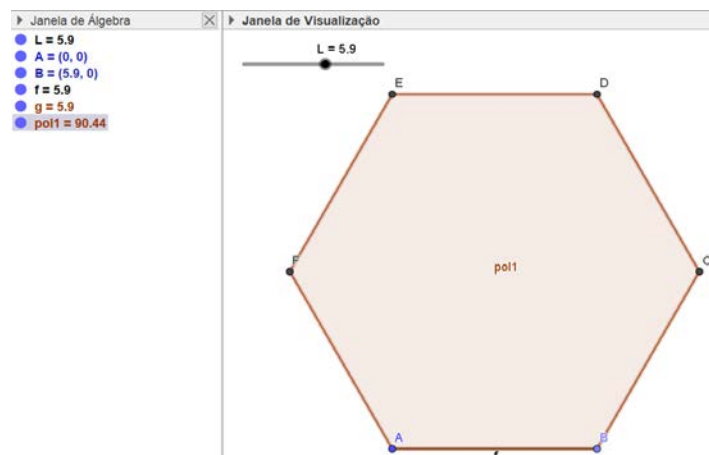 Janela de Álgebra
L = 5.9
A = (0, 0)
B = (5.9, 0)
f = 5.9
g = 5.9
pol1 = 90.44
Janela de Visualização
L = 5.9
E
D
F
pol1
C
A
B
f